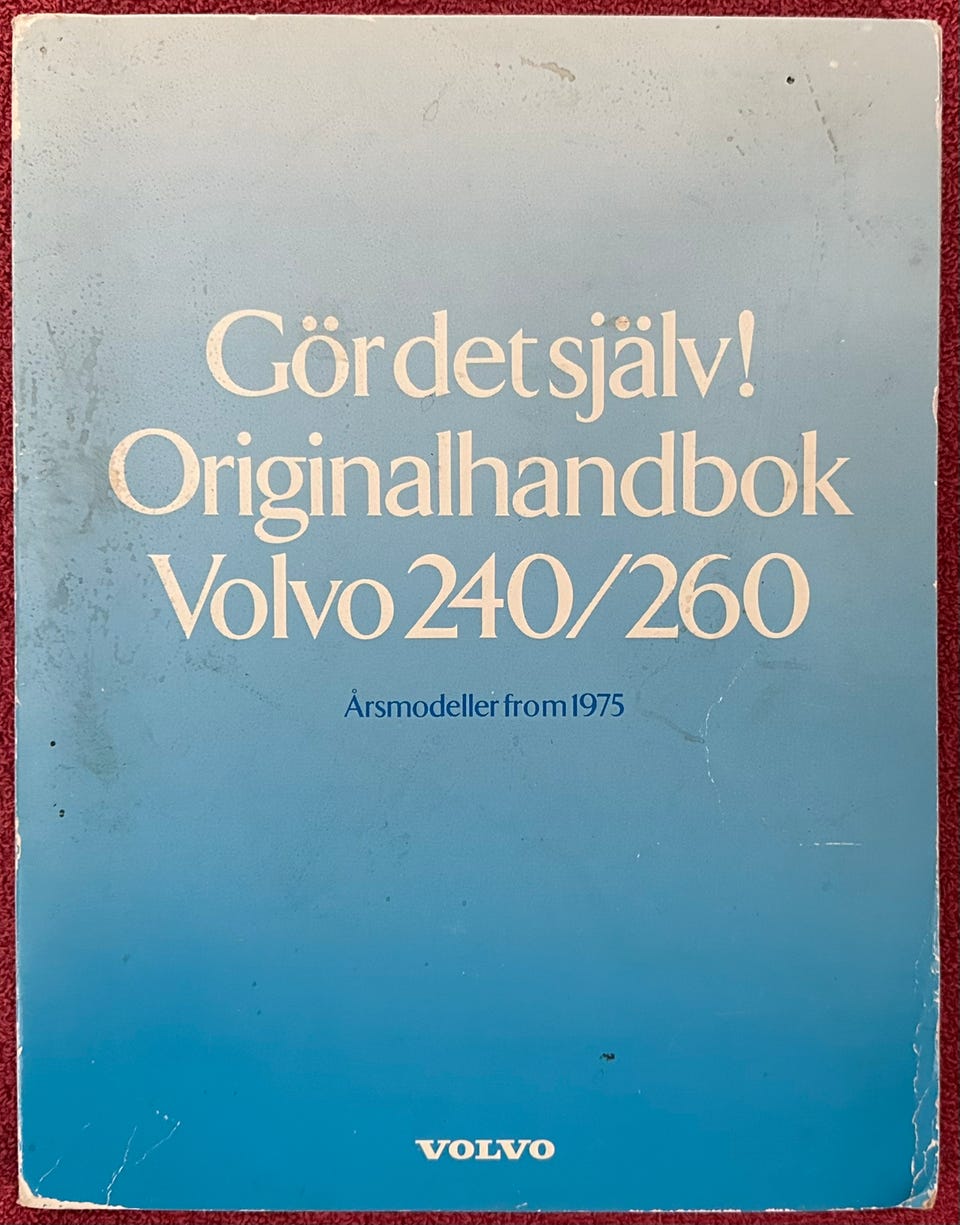 Gör det själv!
Originalhandbok
Volvo 240/260
Årsmodeller from 1975
VOLVO